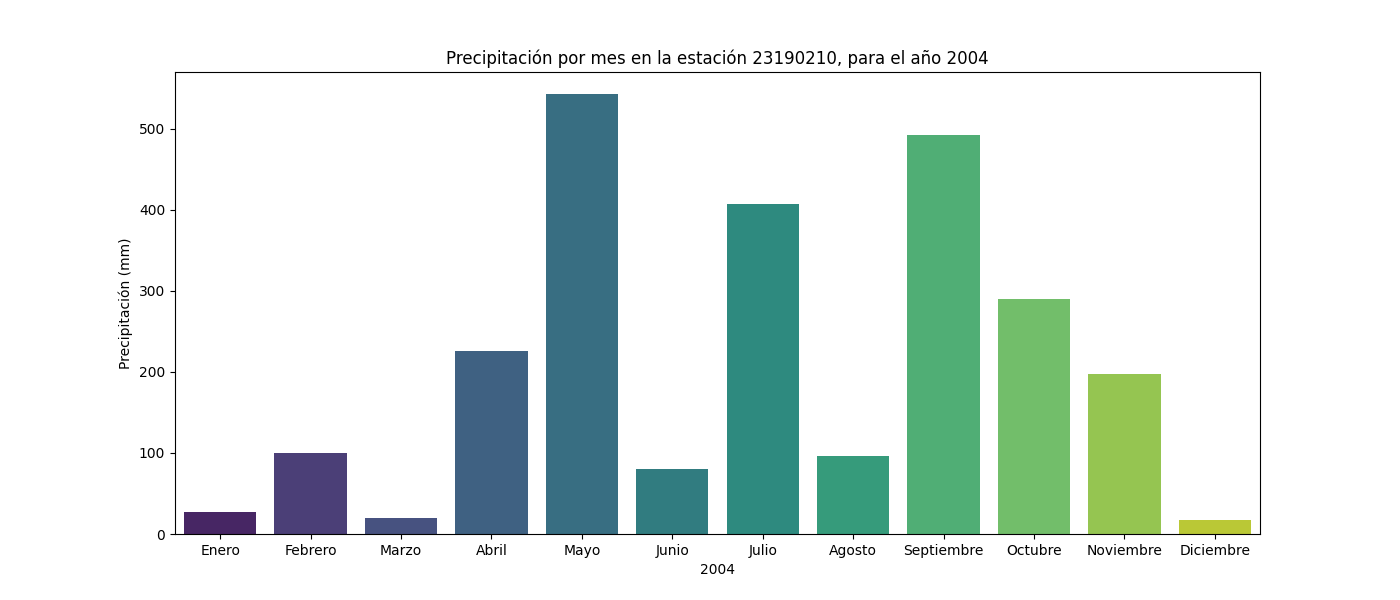 Precipitación por mes en la estación 23190210, para el año 2004
Precipitación (mm)
500
400
300
200
100
0
Enero Febrero Marzo Abril Mayo Junio Julio Agosto Septiembre Octubre Noviembre Diciembre
2004